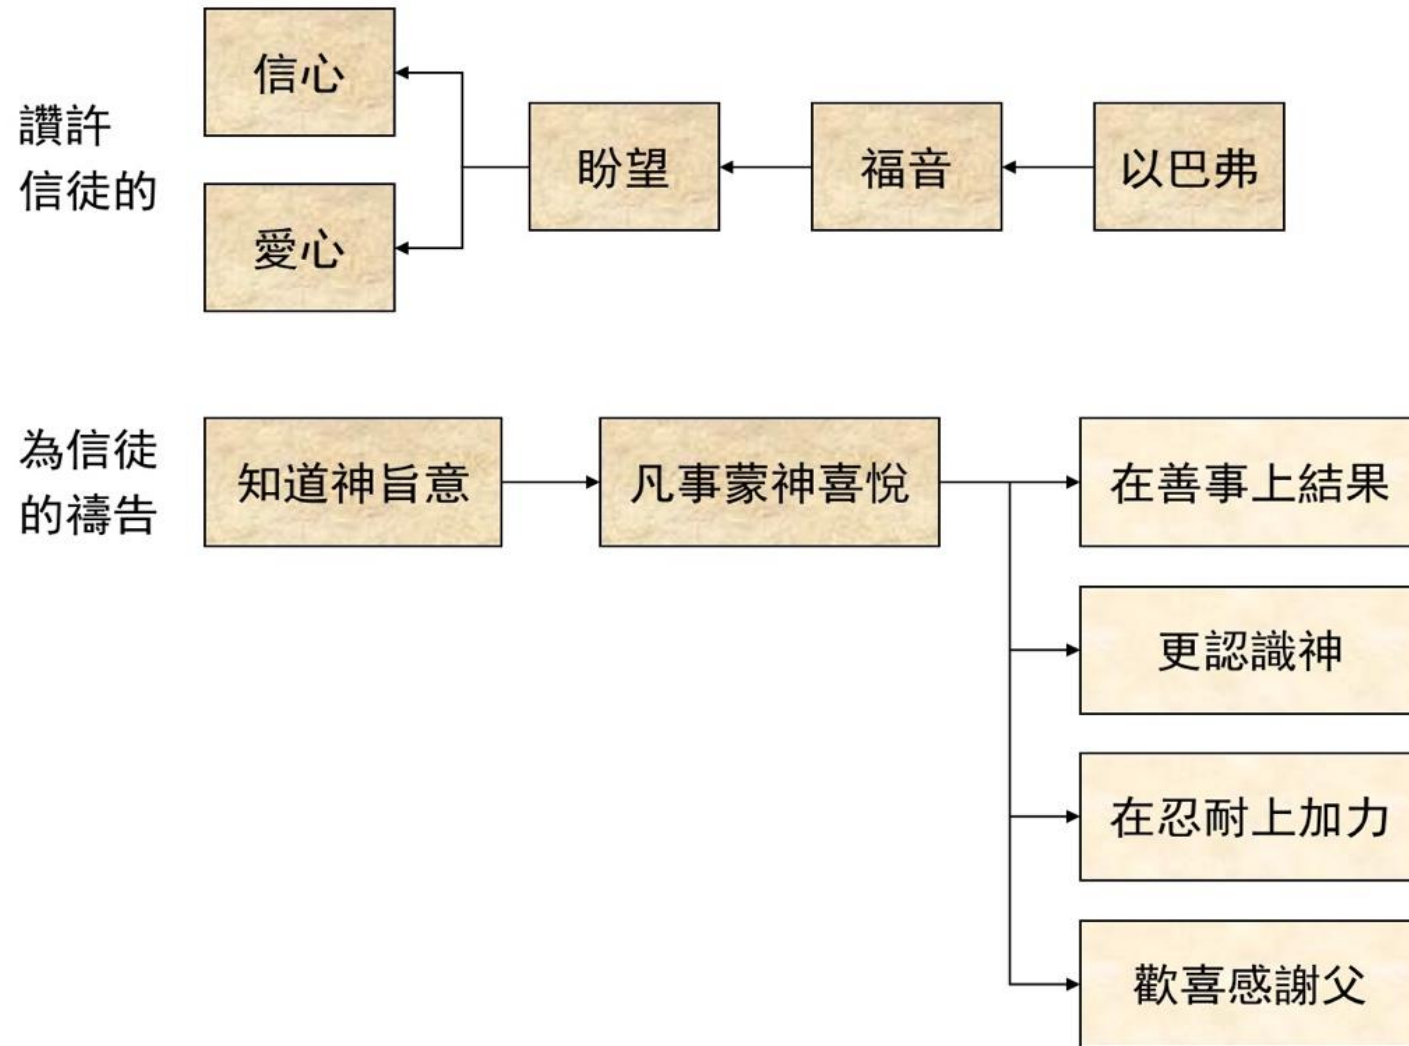 讚許
信徒的
信心
愛心
盼望
福音
以巴弗
為信徒
的禱告
知道神旨意
凡事蒙神喜悅
在善事上結果
更認識神
在忍耐上加力
歡喜感謝父